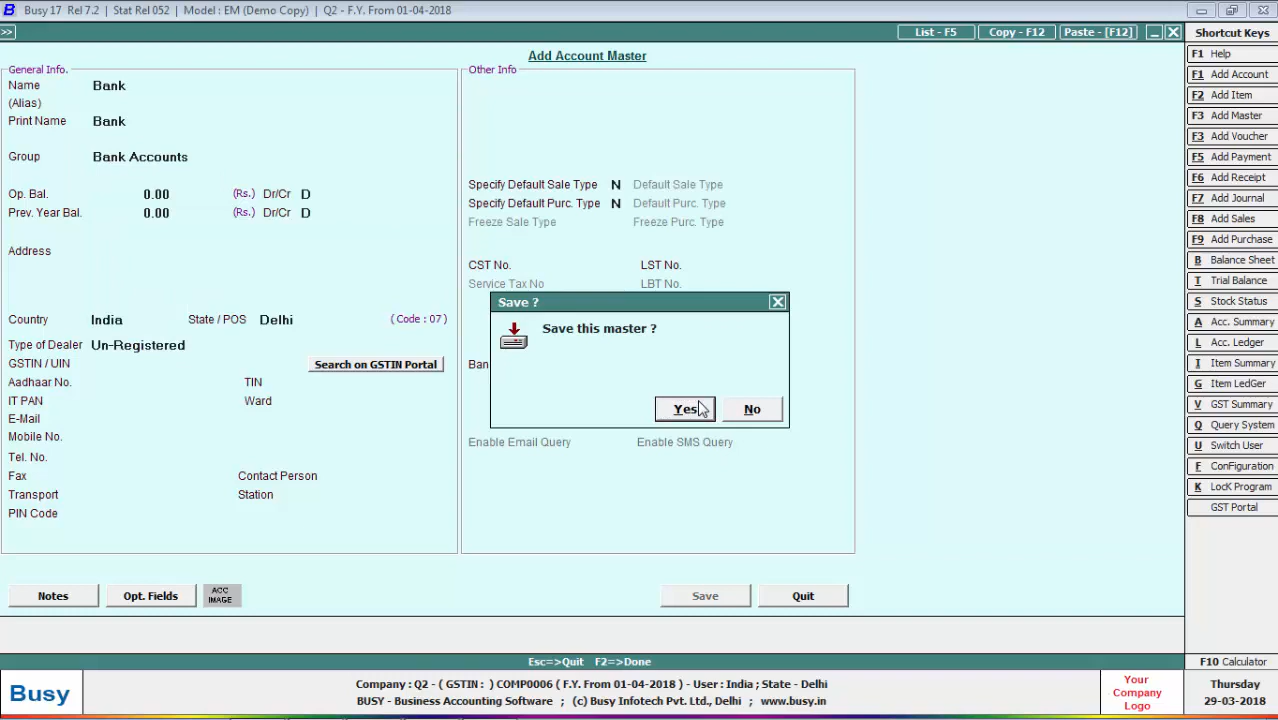 Busy 17 Rel 7.2 | Stat Rel 052 | Model : EM (Demo Copy) | Q2 - F.Y. From 01-04-2018
>>
List - F5
Copy - F12
Paste - [F12]
Add Account Master
General Info.
Name Bank
(Alias)
Print Name Bank
Group Bank Accounts
Op. Bal. 0.00 (Rs.) Dr/Cr D
Prev. Year Bal. 0.00 (Rs.) Dr/Cr D
Address
Country India State / POS Delhi ( Code : 07 )
Type of Dealer Un-Registered
GSTIN / UIN Search on GSTIN Portal
Aadhaar No. TIN
IT PAN Ward
E-Mail
Mobile No.
Tel. No.
Fax Contact Person
Transport Station
PIN Code
Other Info
Specify Default Sale Type N Default Sale Type
Specify Default Purc. Type N Default Purc. Type
Freeze Sale Type Freeze Purc. Type
CST No. LST No.
Service Tax No LBT No.
Save ?
Save this master ?
Ban
Yes No
Enable Email Query Enable SMS Query
Notes
Opt. Fields
ACC
IMAGE
Save
Quit
Esc=>Quit F2=>Done
Shortcut Keys
F1 Help
F1 Add Account
F2 Add Item
F3 Add Master
F3 Add Voucher
F5 Add Payment
F6 Add Receipt
F7 Add Journal
F8 Add Sales
F9 Add Purchase
B Balance Sheet
T Trial Balance
S Stock Status
A Acc. Summary
L Acc. Ledger
I Item Summary
G Item LedGer
V GST Summary
Q Query System
U Switch User
F ConFiguration
K LocK Program
GST Portal
F10 Calculator
Busy
Company : Q2 - ( GSTIN : ) COMP0006 ( F.Y. From 01-04-2018 ) - User : India ; State - Delhi
BUSY - Business Accounting Software ; (c) Busy Infotech Pvt. Ltd., Delhi ; www.busy.in
Your
Company
Logo
Thursday
29-03-2018